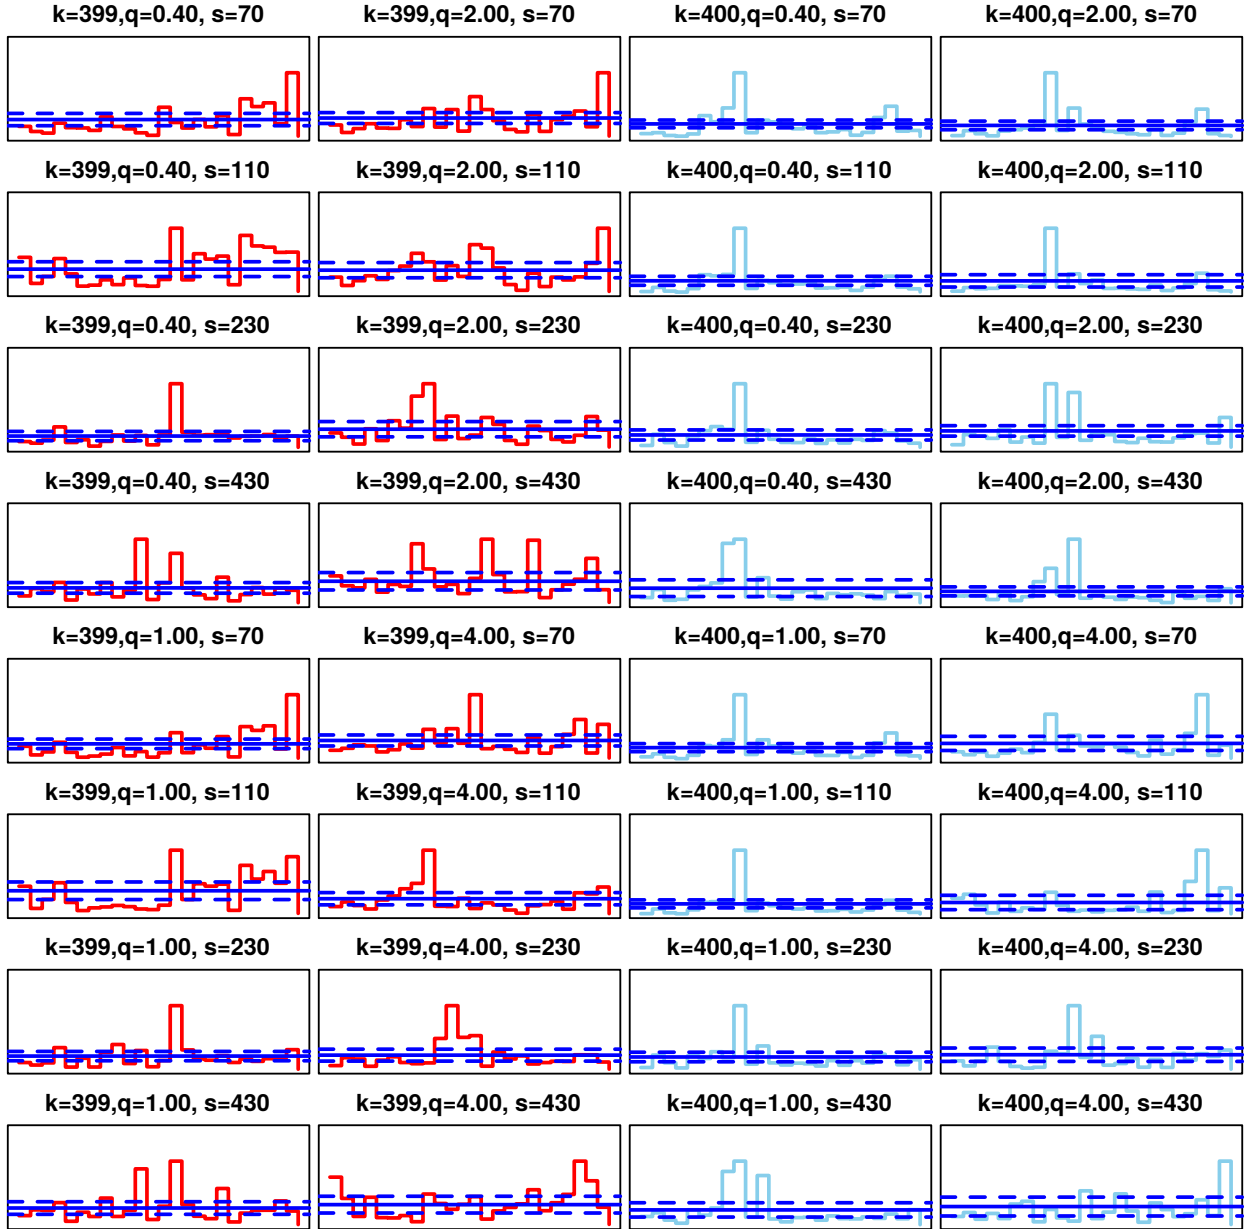 k=399,q=0.40, s=70 k=399,q=2.00, s=70 k=400,q=0.40, s=70 k=400,q=2.00, s=70
k=399,q=0.40, s=110 k=399,q=2.00, s=110 k=400,q=0.40, s=110 k=400,q=2.00, s=110
k=399,q=0.40, s=230 k=399,q=2.00, s=230 k=400,q=0.40, s=230 k=400,q=2.00, s=230
k=399,q=0.40, s=430 k=399,q=2.00, s=430 k=400,q=0.40, s=430 k=400,q=2.00, s=430
k=399,q=1.00, s=70 k=399,q=4.00, s=70 k=400,q=1.00, s=70 k=400,q=4.00, s=70
k=399,q=1.00, s=110 k=399,q=4.00, s=110 k=400,q=1.00, s=110 k=400,q=4.00, s=110
k=399,q=1.00, s=230 k=399,q=4.00, s=230 k=400,q=1.00, s=230 k=400,q=4.00, s=230
k=399,q=1.00, s=430 k=399,q=4.00, s=430 k=400,q=1.00, s=430 k=400,q=4.00, s=430